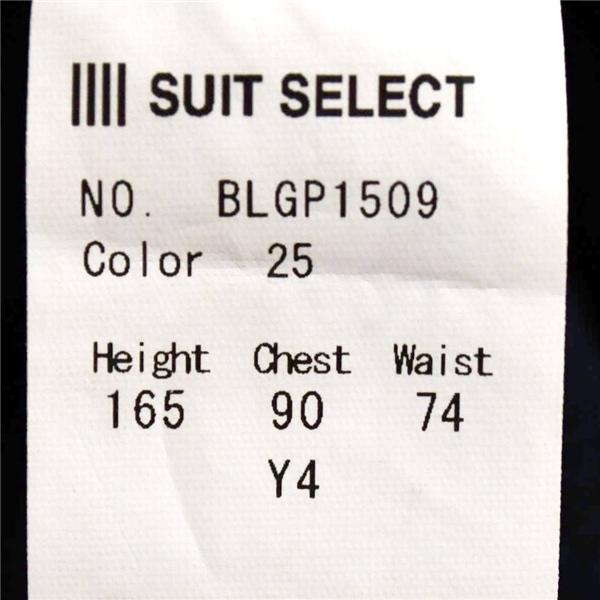 SUIT SELECT
NO. BLGP1509
Color 25
Height Chest Waist
165 90 74
Y4